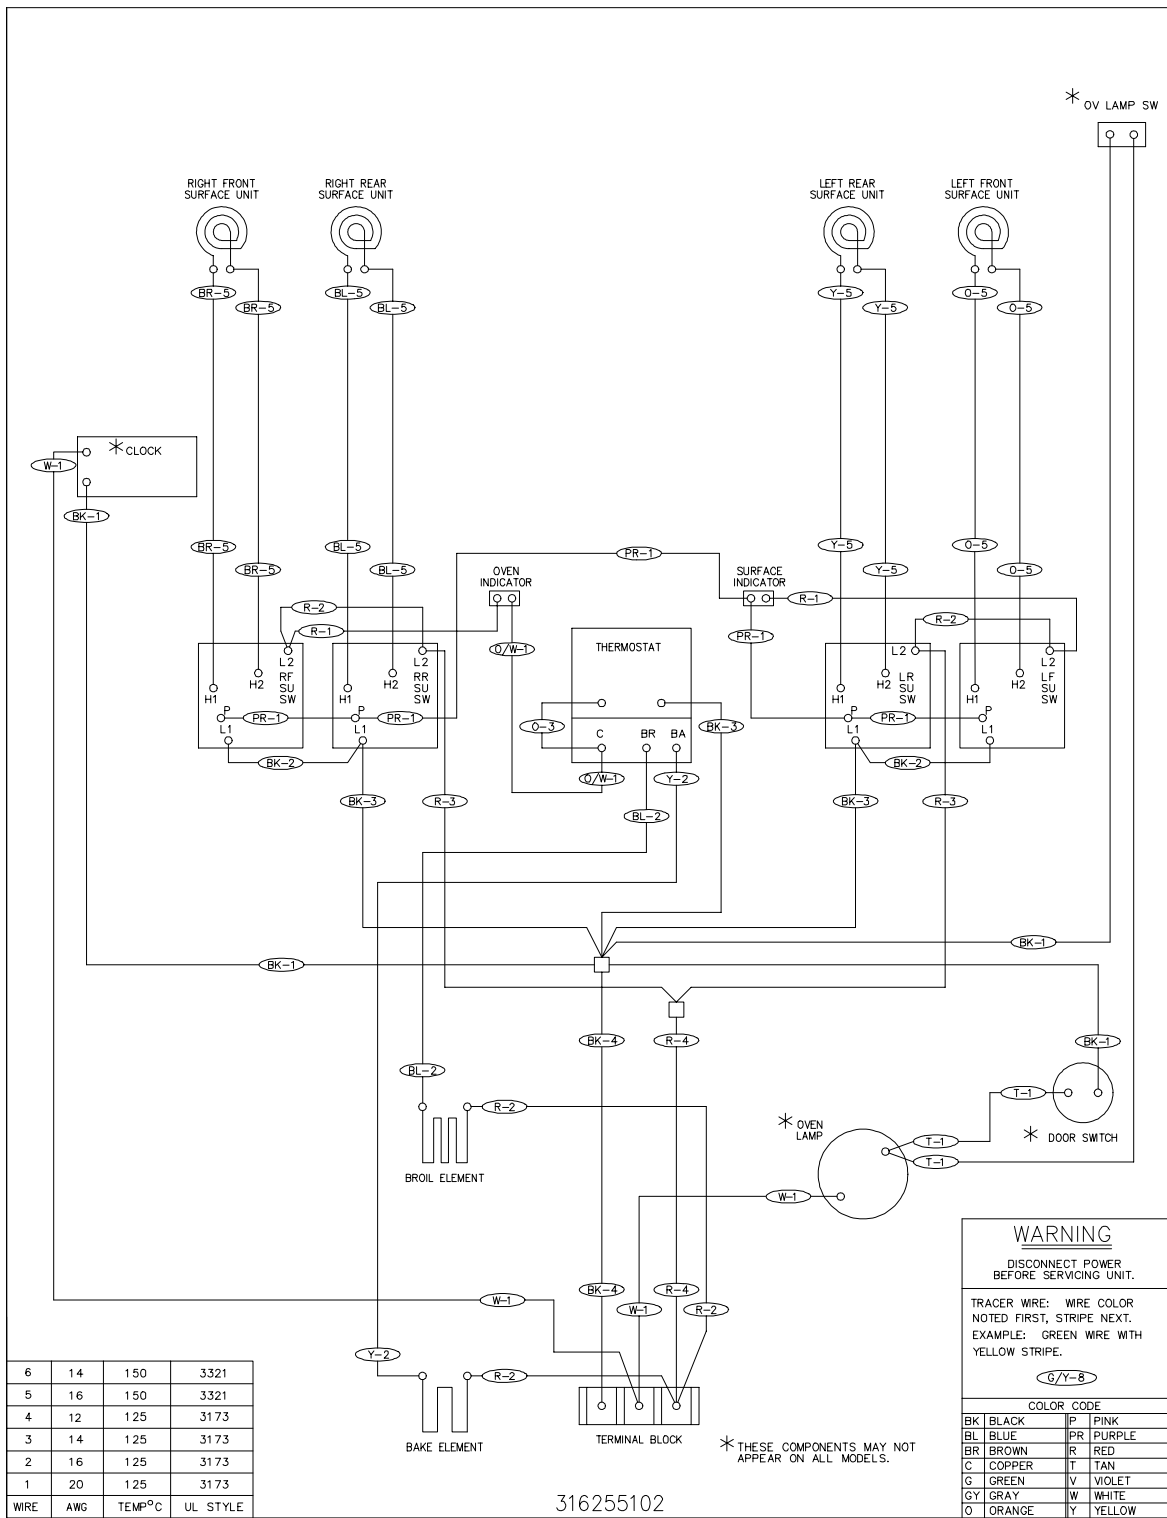 * OV LAMP SW
RIGHT FRONT
SURFACE UNIT
RIGHT REAR
SURFACE UNIT
LEFT REAR
SURFACE UNIT
LEFT FRONT
SURFACE UNIT
BR-5
BL-5
Y-5
O-5
BR-5
BL-5
Y-5
O-5
* CLOCK
W-1
BK-1
BR-5
BL-5
Y-5
O-5
BR-5
BL-5
Y-5
O-5
PR-1
OVEN
INDICATOR
SURFACE
INDICATOR
R-2
R-1
R-1
R-2
O/W-1
PR-1
THERMOSTAT
L2
RF
SU
SW
H1
H2
P
L1
L2
RR
SU
SW
H1
H2
P
L1
L2
LR
SU
SW
H1
H2
P
L1
L2
LF
SU
SW
H1
H2
P
L1
PR-1
PR-1
PR-1
O-3
BK-3
C
BR
BA
BK-2
BK-2
O/W-1
Y-2
BK-3
R-3
BL-2
BK-3
R-3
BK-1
BK-1
BK-4
R-4
BK-1
BL-2
T-1
R-2
* DOOR SWITCH
* OVEN
LAMP
T-1
T-1
BROIL ELEMENT
W-1
BK-4
R-4
W-1
W-1
R-2
Y-2
R-2
BAKE ELEMENT
TERMINAL BLOCK
* THESE COMPONENTS MAY NOT
APPEAR ON ALL MODELS.
WARNING
DISCONNECT POWER
BEFORE SERVICING UNIT.
TRACER WIRE: WIRE COLOR
NOTED FIRST, STRIPE NEXT.
EXAMPLE: GREEN WIRE WITH
YELLOW STRIPE.
G/Y-8
COLOR CODE
BK BLACK P PINK
BL BLUE PR PURPLE
BR BROWN R RED
C COPPER T TAN
G GREEN V VIOLET
GY GRAY W WHITE
O ORANGE Y YELLOW
6 14 150 3321
5 16 150 3321
4 12 125 3173
3 14 125 3173
2 16 125 3173
1 20 125 3173
WIRE AWG TEMP°C UL STYLE
316255102